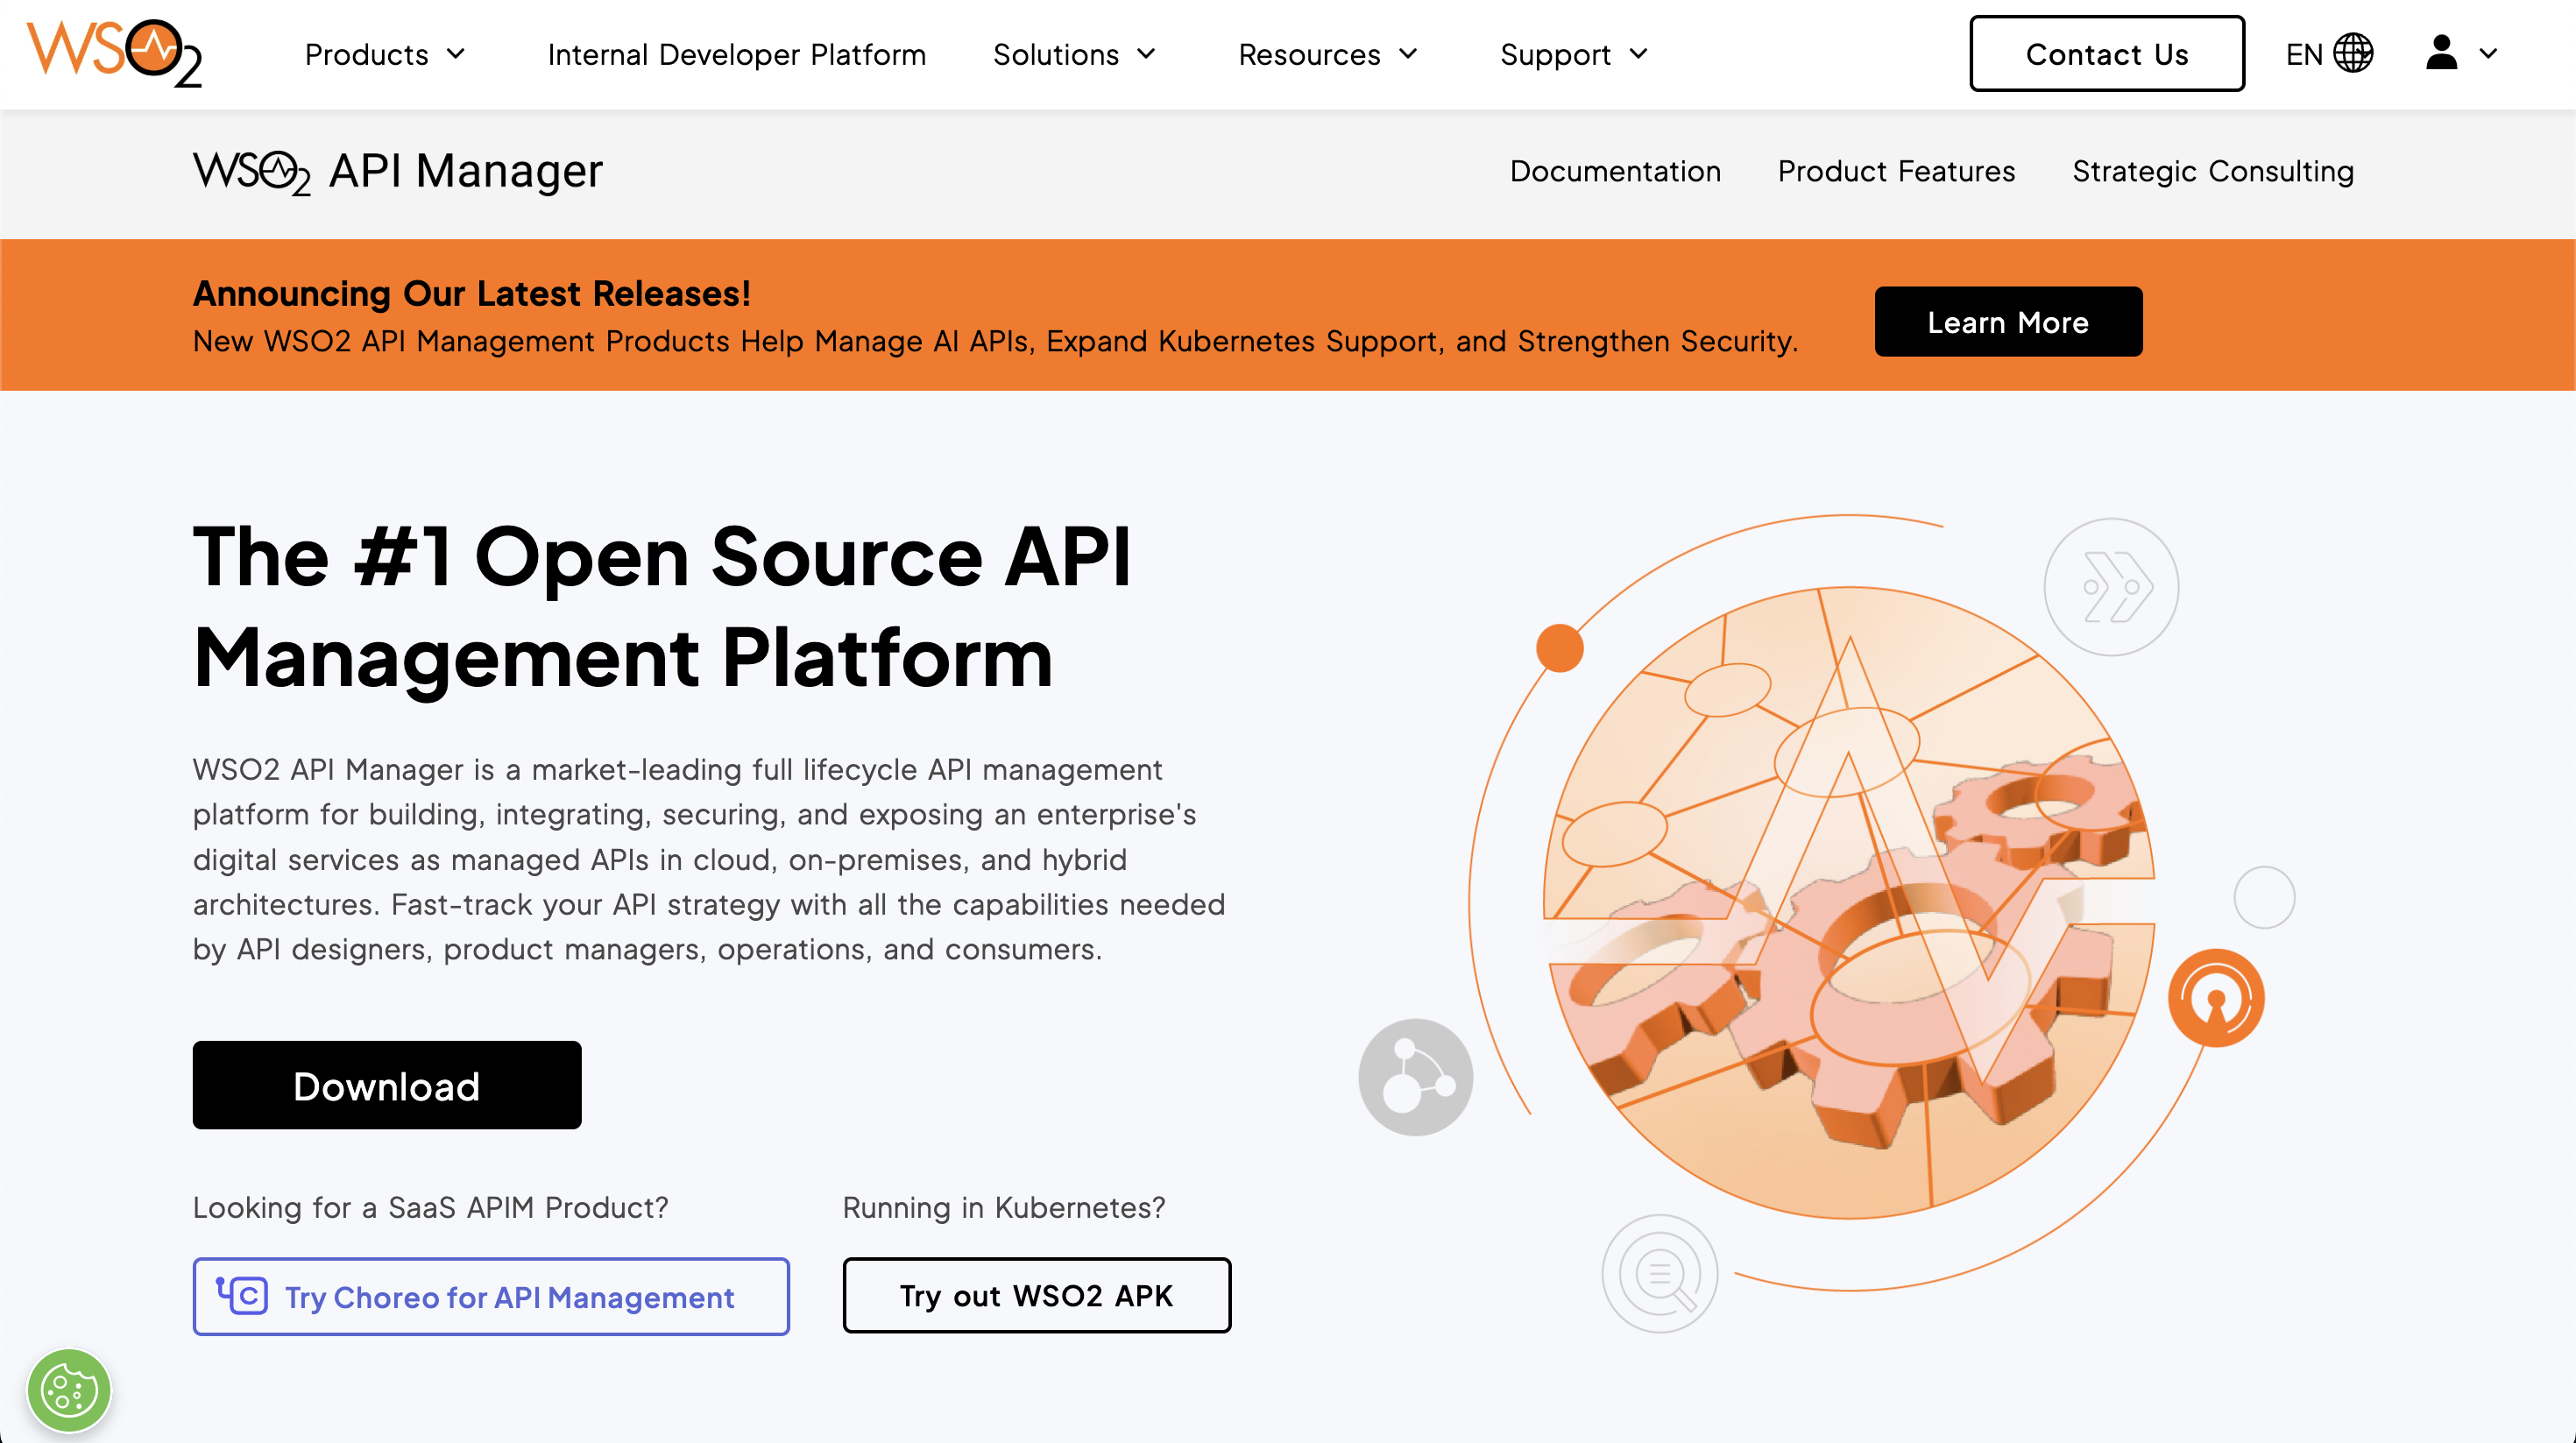 WSO2
Products
Internal Developer Platform
Solutions
Resources
Support
Contact Us
EN
WSO2 API Manager
Documentation
Product Features
Strategic Consulting
Announcing Our Latest Releases!
New WSO2 API Management Products Help Manage AI APIs, Expand Kubernetes Support, and Strengthen Security.
Learn More
The #1 Open Source API
Management Platform
WSO2 API Manager is a market-leading full lifecycle API management
platform for building, integrating, securing, and exposing an enterprise's
digital services as managed APIs in cloud, on-premises, and hybrid
architectures. Fast-track your API strategy with all the capabilities needed
by API designers, product managers, operations, and consumers.
Download
Looking for a SaaS APIM Product?
C Try Choreo for API Management
Running in Kubernetes?
Try out WSO2 APK